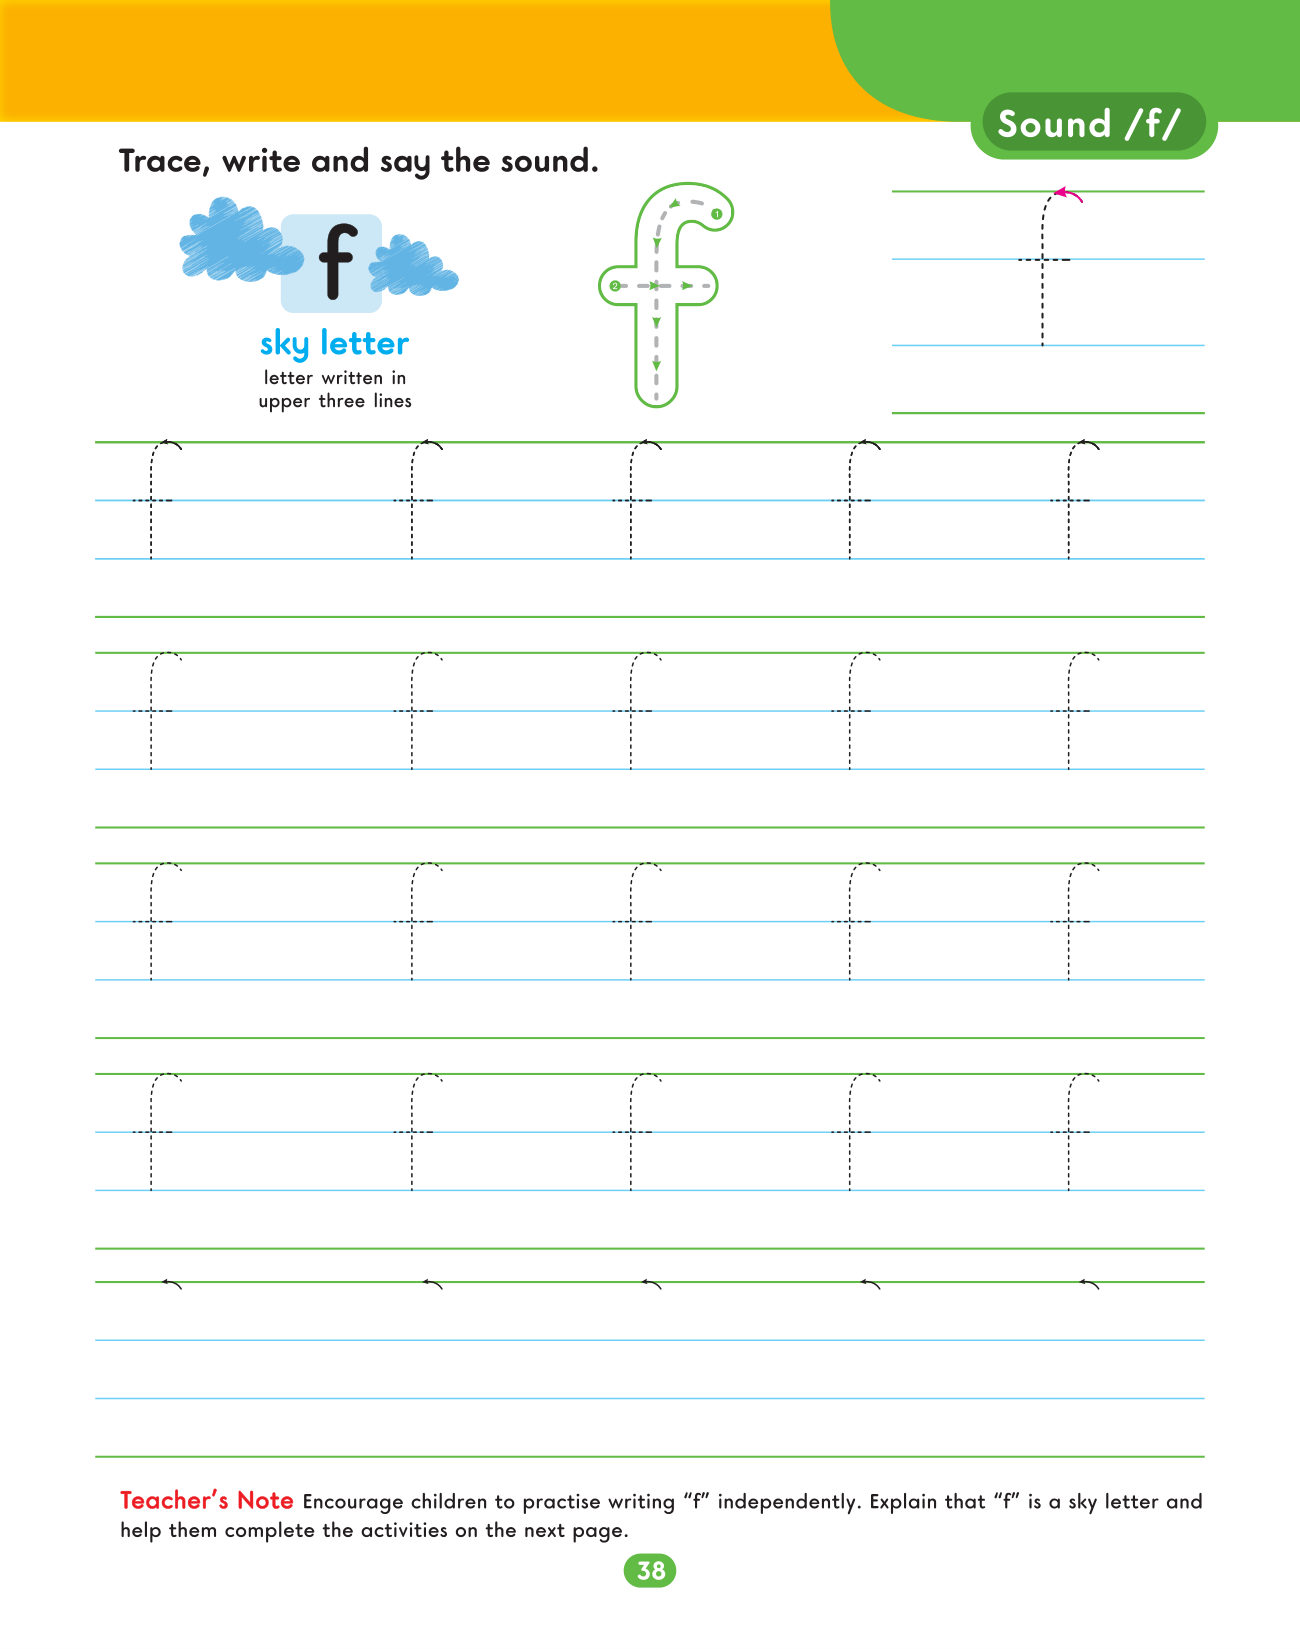 Sound /f/
Trace, write and say the sound.
f
sky letter
letter written in
upper three lines
1
2
f
f f f f f
f f f f f
f f f f f
f f f f f
Teacher's Note Encourage children to practise writing “f” independently. Explain that “f” is a sky letter and
help them complete the activities on the next page.
38